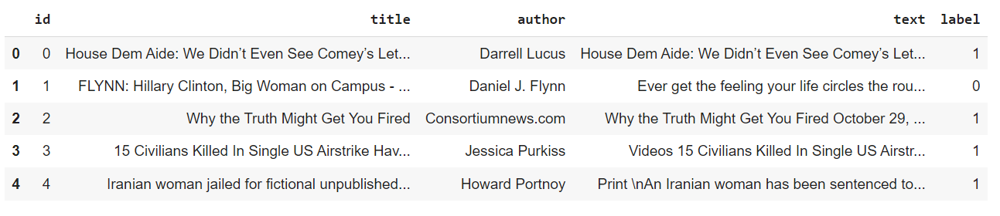 id title author text label
0 0 House Dem Aide: We Didn’t Even See Comey’s Let... Darrell Lucus House Dem Aide: We Didn’t Even See Comey’s Let... 1
1 1 FLYNN: Hillary Clinton, Big Woman on Campus - ... Daniel J. Flynn Ever get the feeling your life circles the rou... 0
2 2 Why the Truth Might Get You Fired Consortiumnews.com Why the Truth Might Get You Fired October 29, ... 1
3 3 15 Civilians Killed In Single US Airstrike Hav... Jessica Purkiss Videos 15 Civilians Killed In Single US Airstr... 1
4 4 Iranian woman jailed for fictional unpublished... Howard Portnoy Print \nAn Iranian woman has been sentenced to... 1